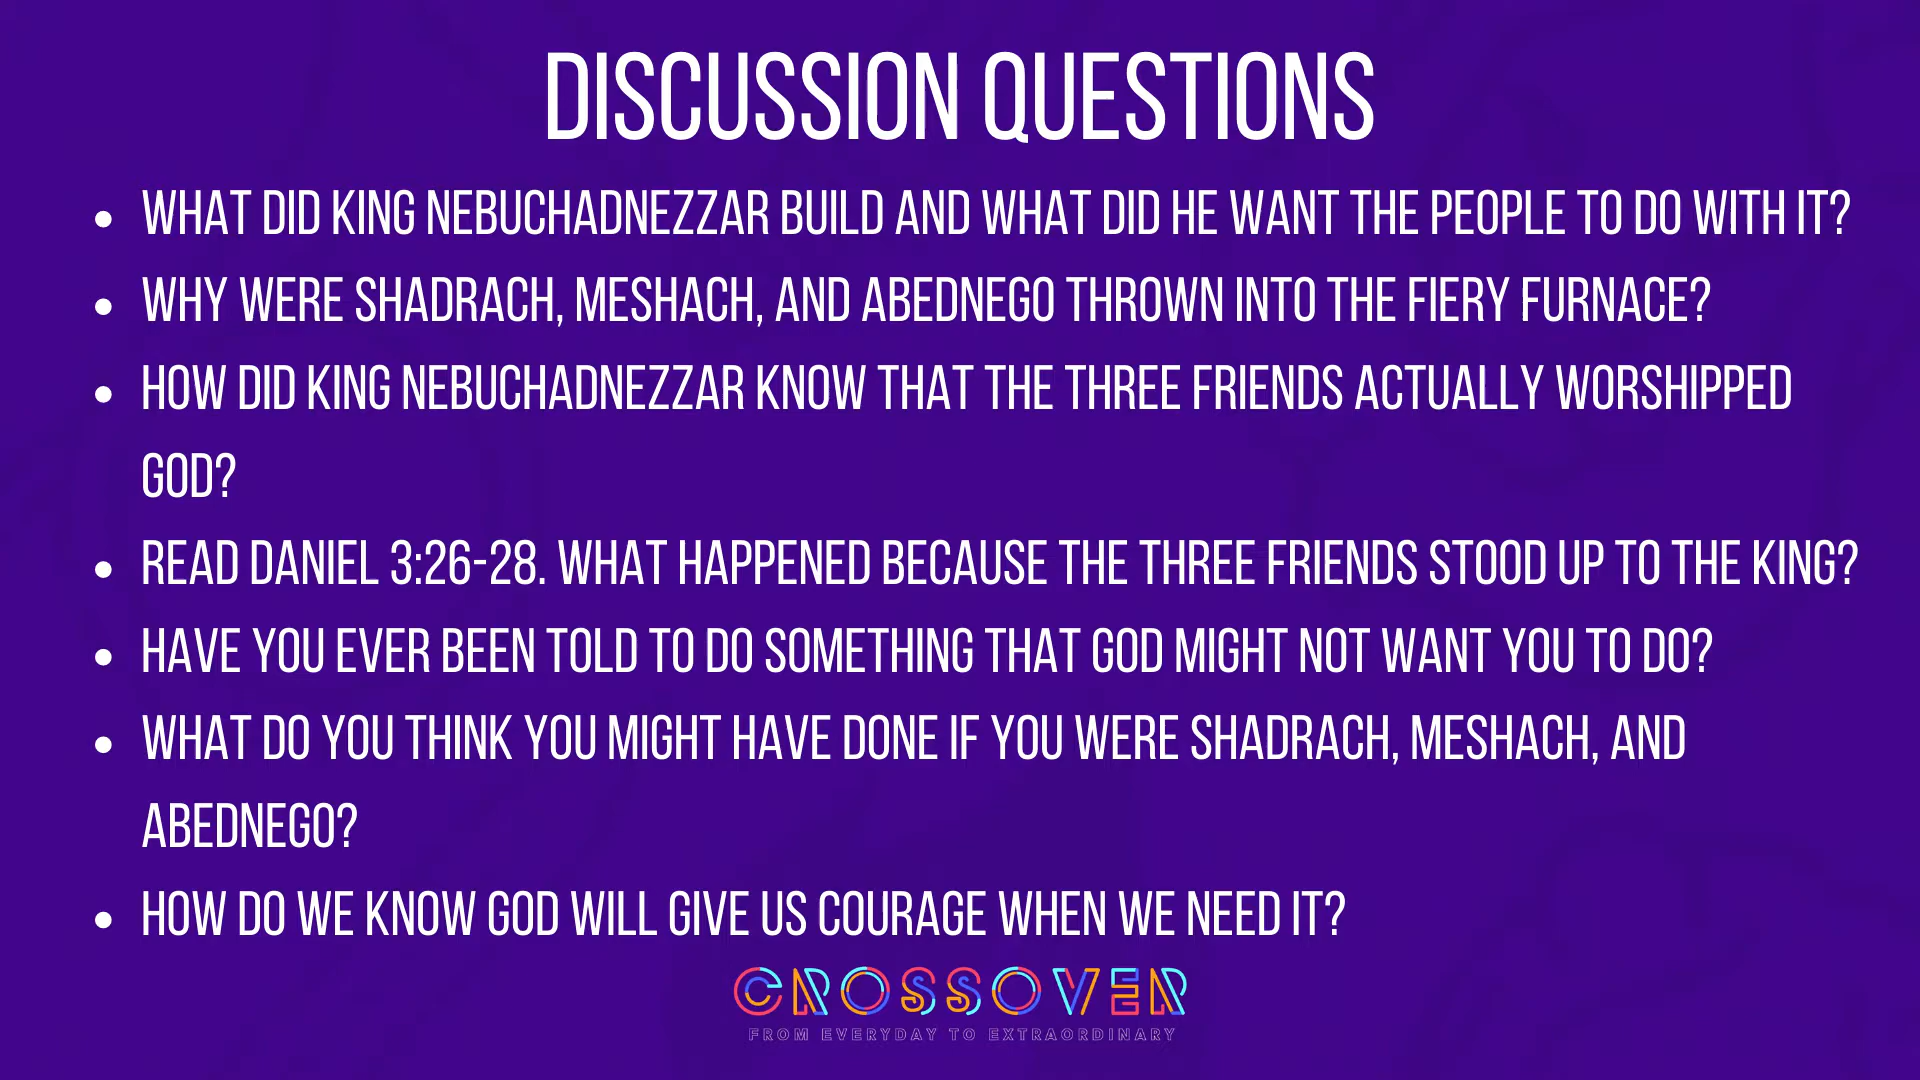 DISCUSSION QUESTIONS
• WHAT DID KING NEBUCHADNEZZAR BUILD AND WHAT DID HE WANT THE PEOPLE TO DO WITH IT?
• WHY WERE SHADRACH, MESHACH, AND ABEDNEGO THROWN INTO THE FIERY FURNACE?
• HOW DID KING NEBUCHADNEZZAR KNOW THAT THE THREE FRIENDS ACTUALLY WORSHIPPED
GOD?
• READ DANIEL 3:26-28. WHAT HAPPENED BECAUSE THE THREE FRIENDS STOOD UP TO THE KING?
• HAVE YOU EVER BEEN TOLD TO DO SOMETHING THAT GOD MIGHT NOT WANT YOU TO DO?
• WHAT DO YOU THINK YOU MIGHT HAVE DONE IF YOU WERE SHADRACH, MESHACH, AND
ABEDNEGO?
• HOW DO WE KNOW GOD WILL GIVE US COURAGE WHEN WE NEED IT?
CROSSOVER
FROM EVERYDAY TO EXTRAORDINARY